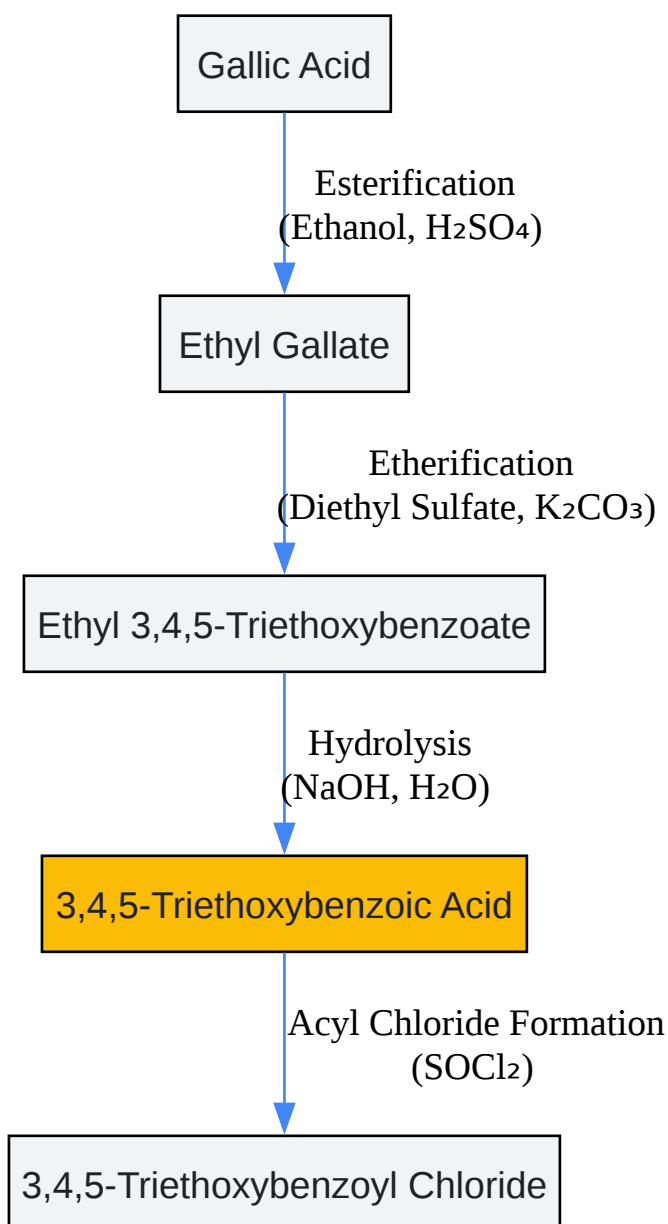 Gallic Acid
Esterification
(Ethanol, H₂SO₄)
Ethyl Gallate
Etherification
(Diethyl Sulfate, K₂CO₃)
Ethyl 3,4,5-Triethoxybenzoate
Hydrolysis
(NaOH, H₂O)
3,4,5-Triethoxybenzoic Acid
Acyl Chloride Formation
(SOCl₂)
3,4,5-Triethoxybenzoyl Chloride